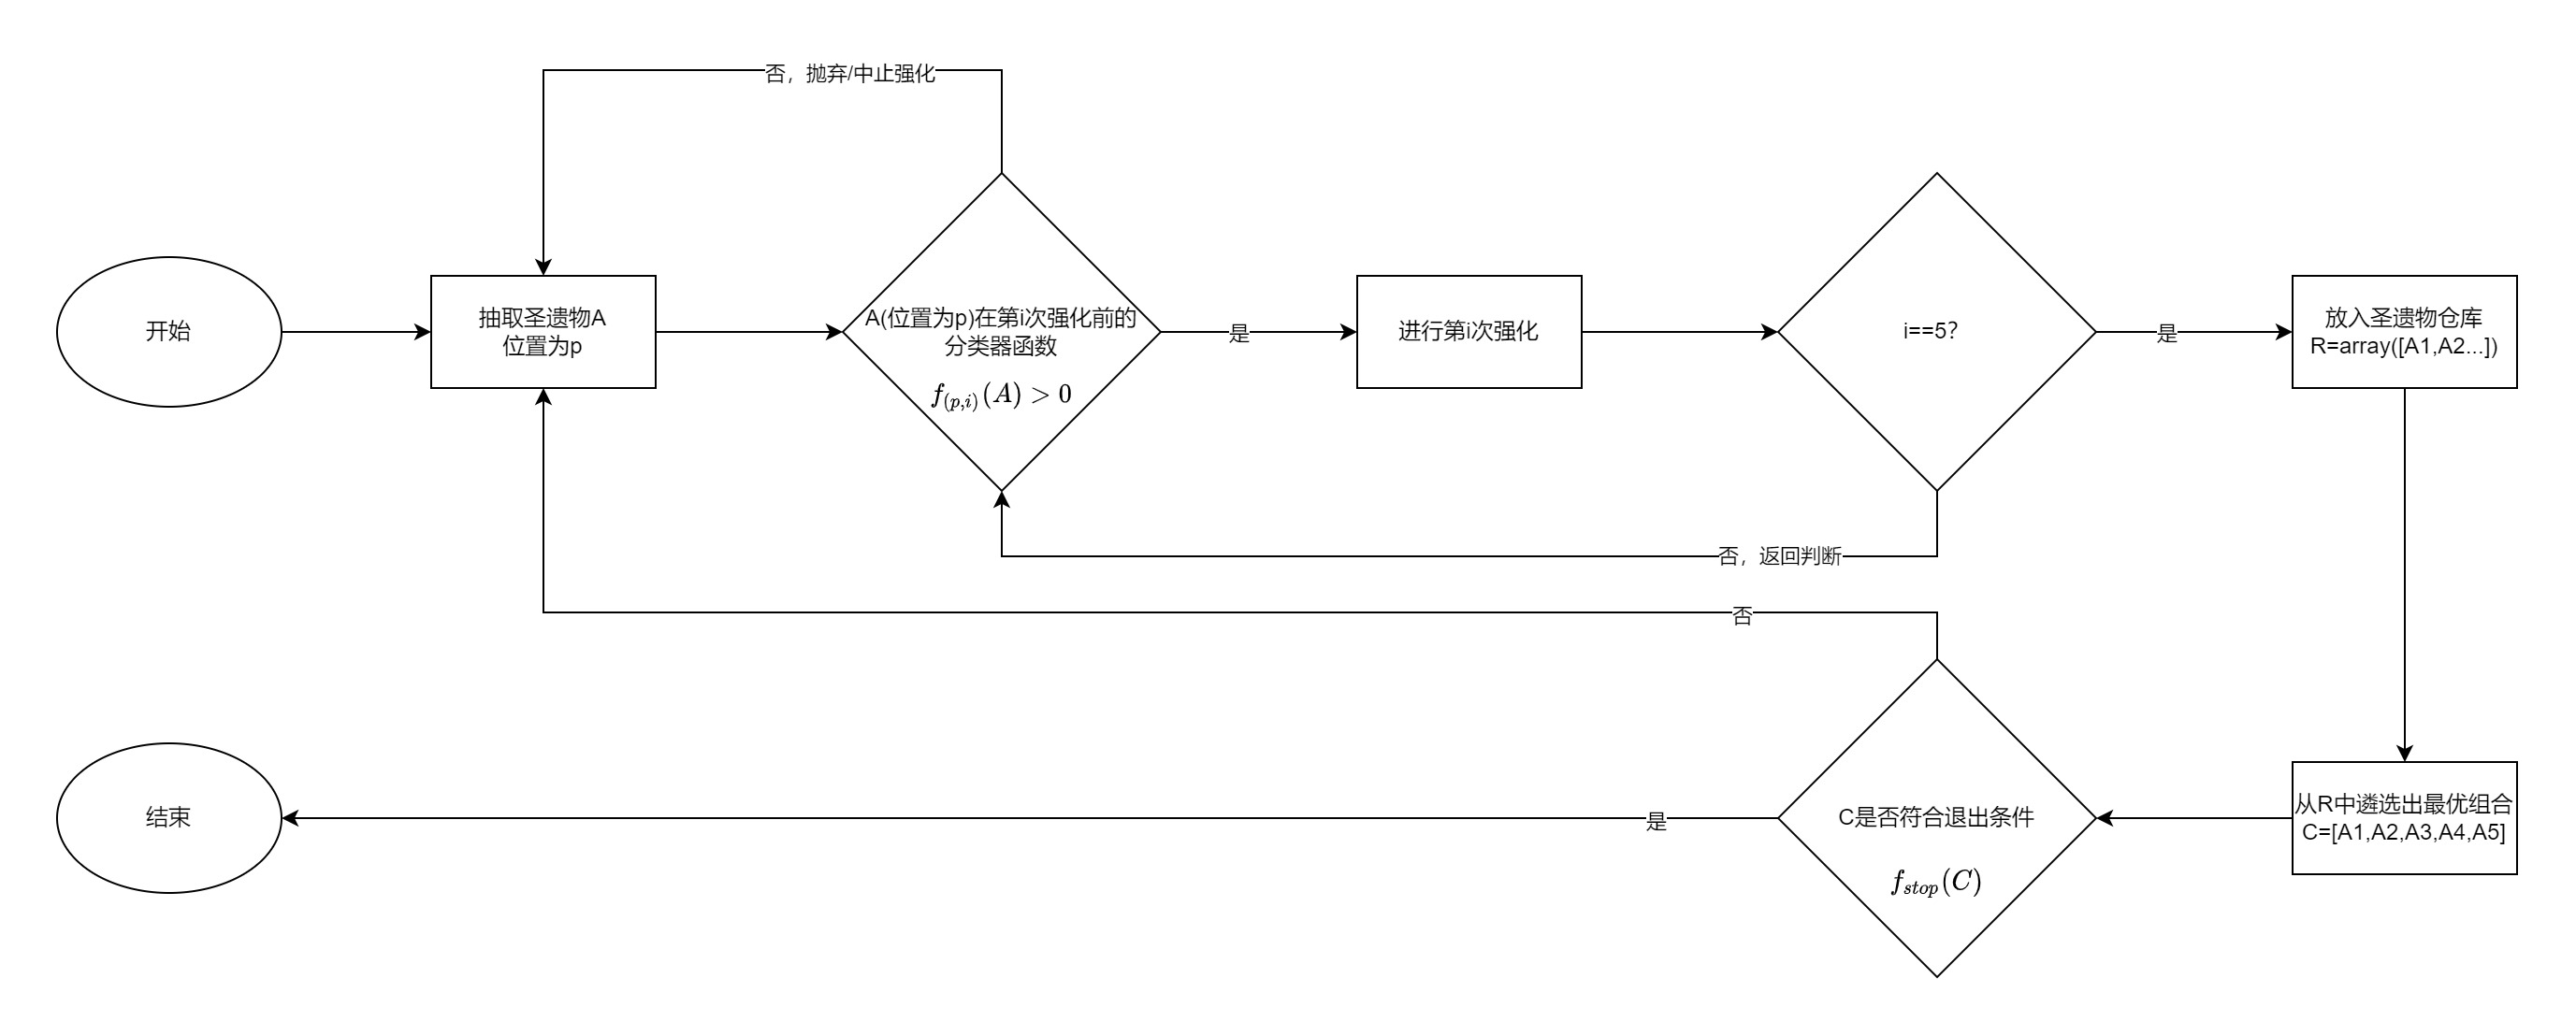 否，抛弃/中止强化
开始
抽取圣遗物A
位置为p
A(位置为p)在第i次强化前的
分类器函数
f_{(p,i)}(A) > 0
是
进行第i次强化
i==5?
是
放入圣遗物仓库
R=array([A1,A2...])
否，返回判断
否
结束
是
C是否符合退出条件
f_{stop}(C)
从R中遴选出最优组合
C=[A1,A2,A3,A4,A5]